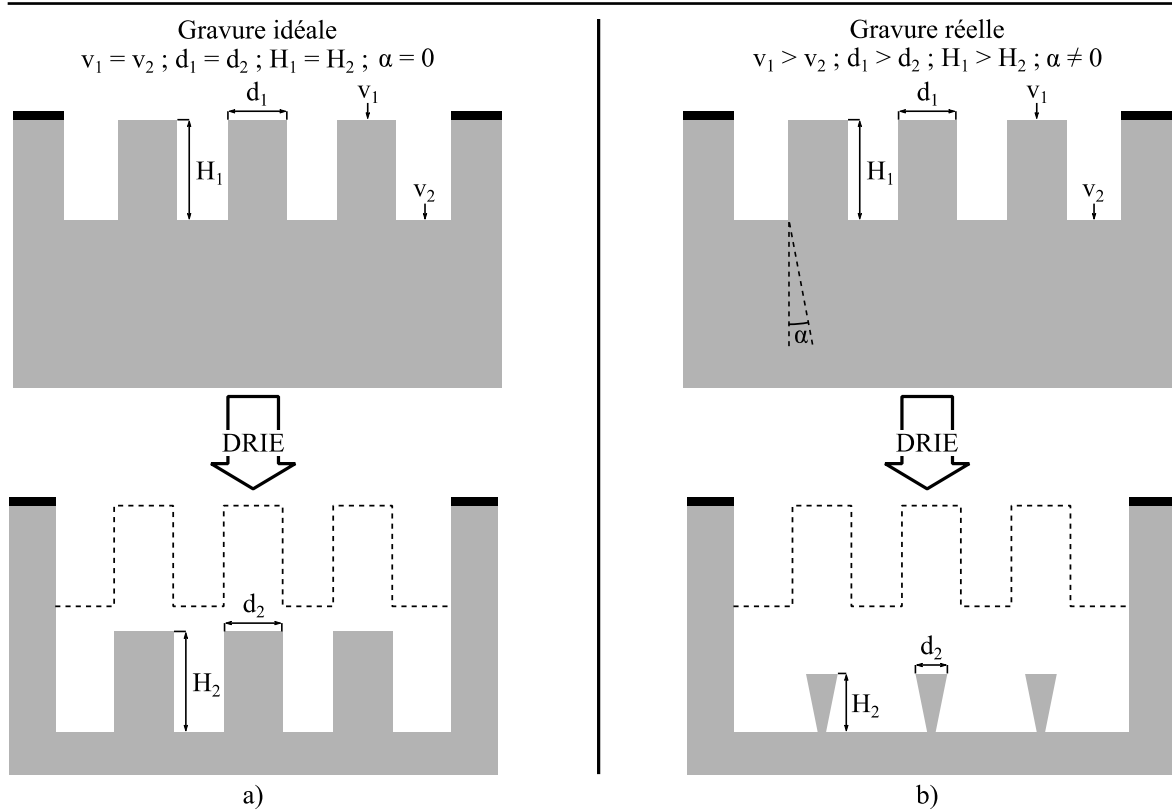 Gravure idéale
v₁ = v₂ ; d₁ = d₂ ; H₁ = H₂ ; α = 0
d₁
v₁
H₁
v₂
DRIE
d₂
H₂
a)
Gravure réelle
v₁ > v₂ ; d₁ > d₂ ; H₁ > H₂ ; α ≠ 0
d₁
v₁
H₁
v₂
α
DRIE
d₂
H₂
b)